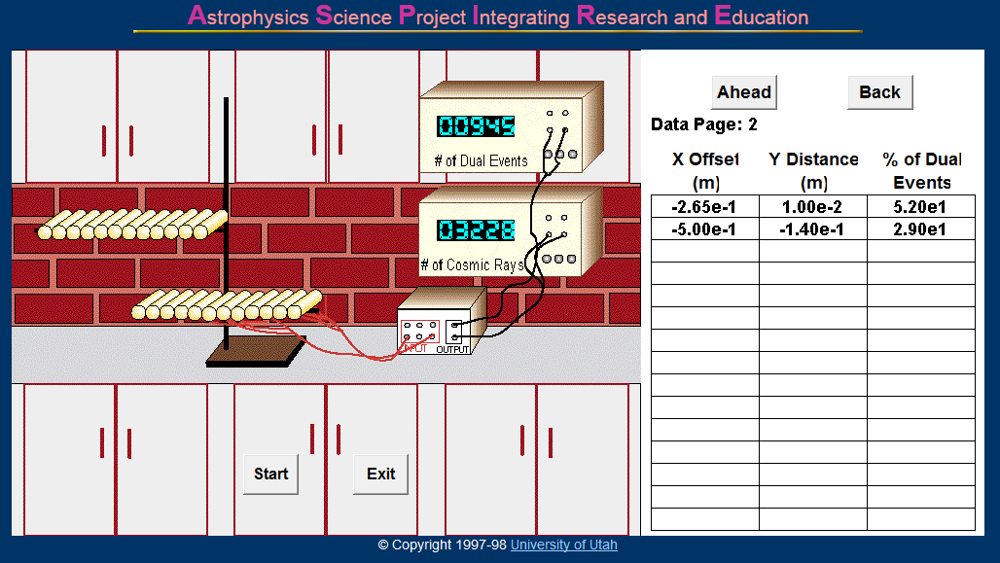 Astrophysics Science Project Integrating Research and Education
00945
# of Dual Events
03228
# of Cosmic Rays
INPUT OUTPUT
Start Exit
Ahead Back
Data Page: 2
X Offset Y Distance % of Dual
(m) (m) Events
-2.65e-1 1.00e-2 5.20e1
-5.00e-1 -1.40e-1 2.90e1
© Copyright 1997-98 University of Utah